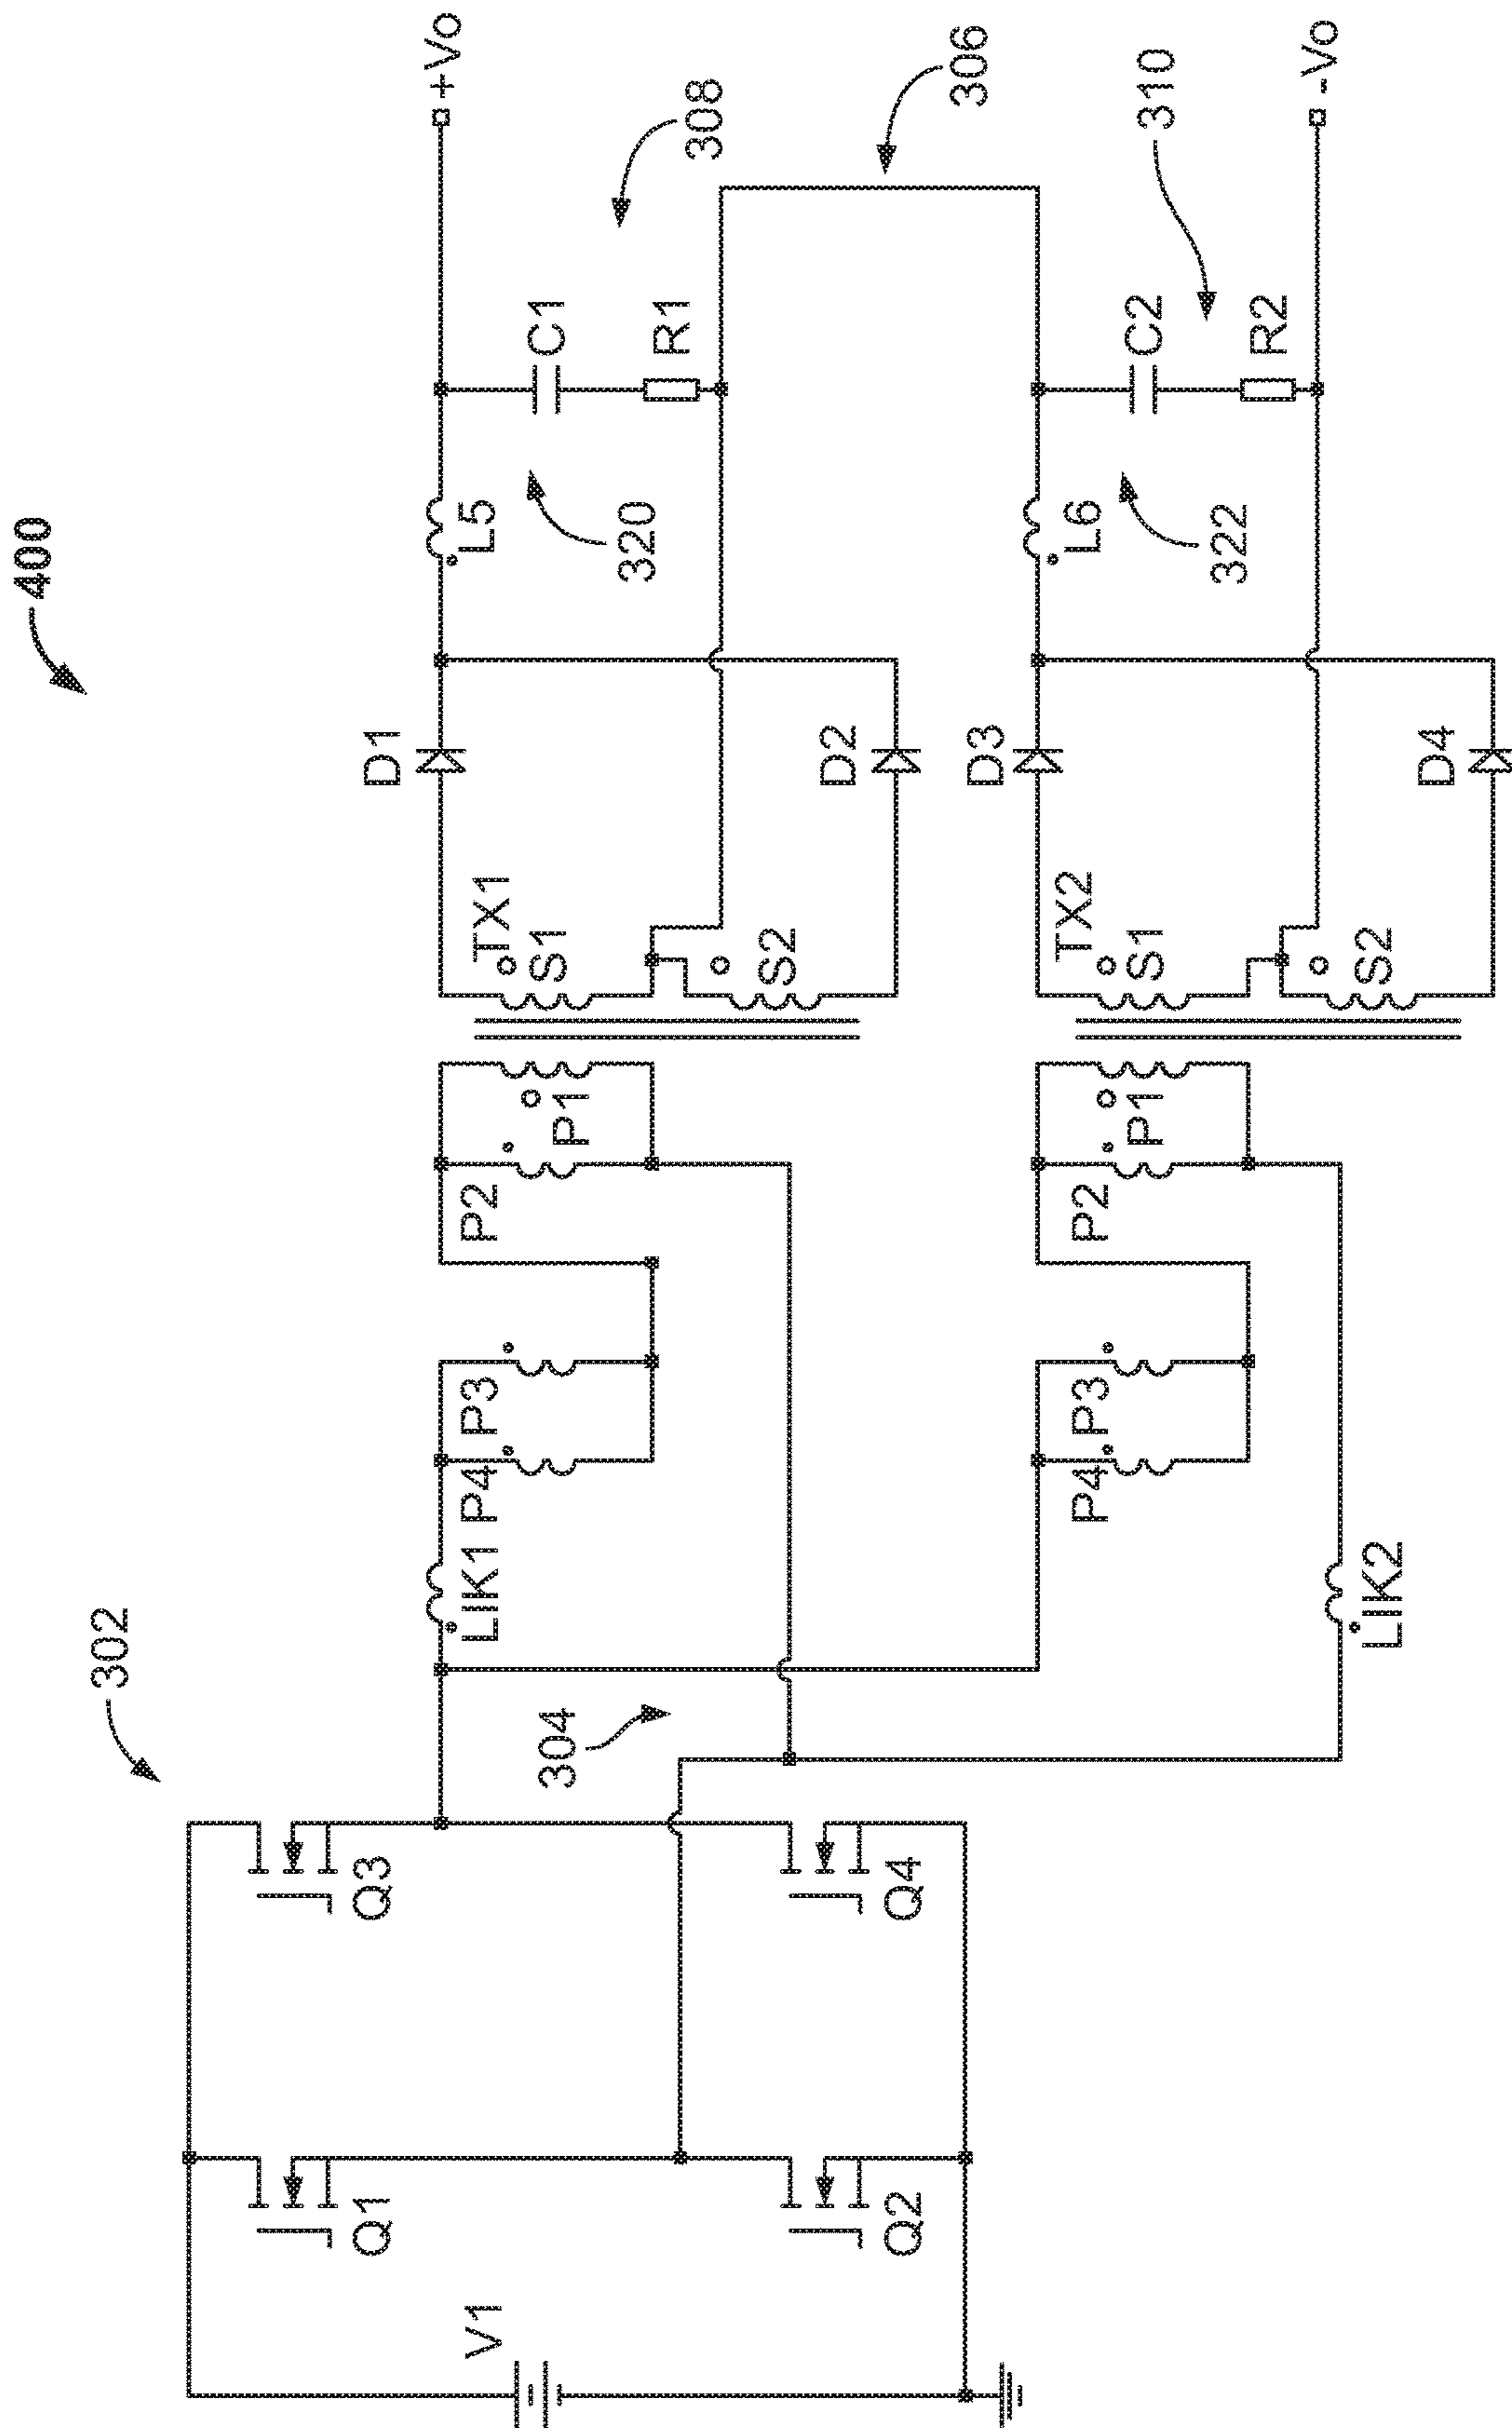 400
302
304
306
308
310
320
322
V1
Q1
Q2
Q3
Q4
LIK1
P4
P3
P2
P1
TX1
S1
S2
D1
D2
L5
C1
R1
+Vo
LIK2
P4
P3
P2
P1
TX2
S1
S2
D3
D4
L6
C2
R2
-Vo